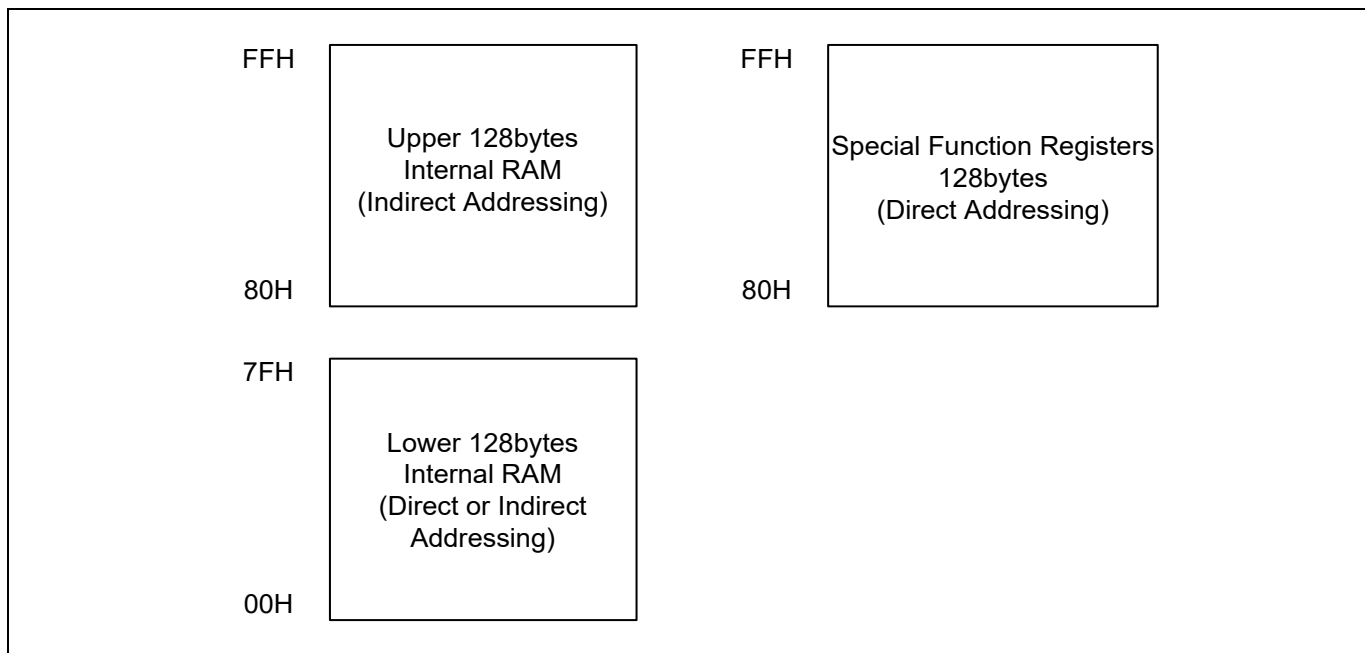 FFH
Upper 128bytes
Internal RAM
(Indirect Addressing)
80H
FFH
Special Function Registers
128bytes
(Direct Addressing)
80H
7FH
Lower 128bytes
Internal RAM
(Direct or Indirect
Addressing)
00H